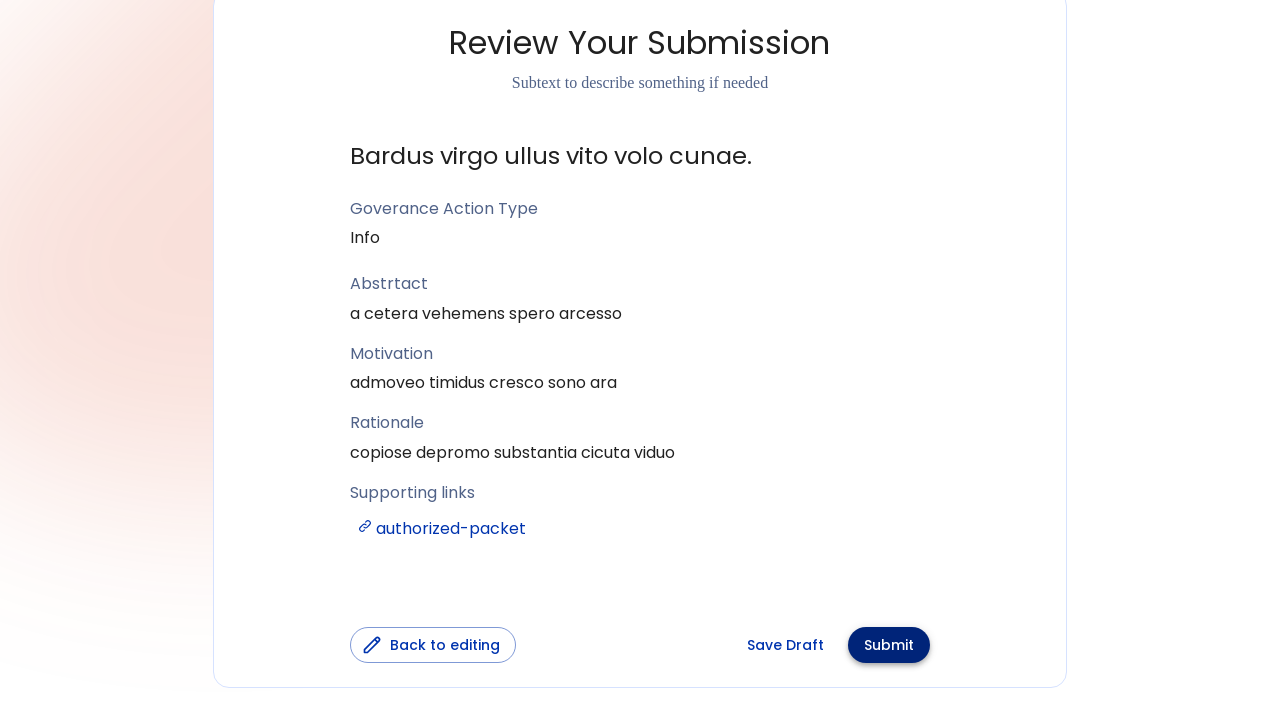 Review Your Submission
Subtext to describe something if needed
Bardus virgo ullus vito volo cunae.
Goverance Action Type
Info
Abstrtact
a cetera vehemens spero arcesso
Motivation
admoveo timidus cresco sono ara
Rationale
copiose depromo substantia cicuta viduo
Supporting links
authorized-packet
Back to editing
Save Draft
Submit